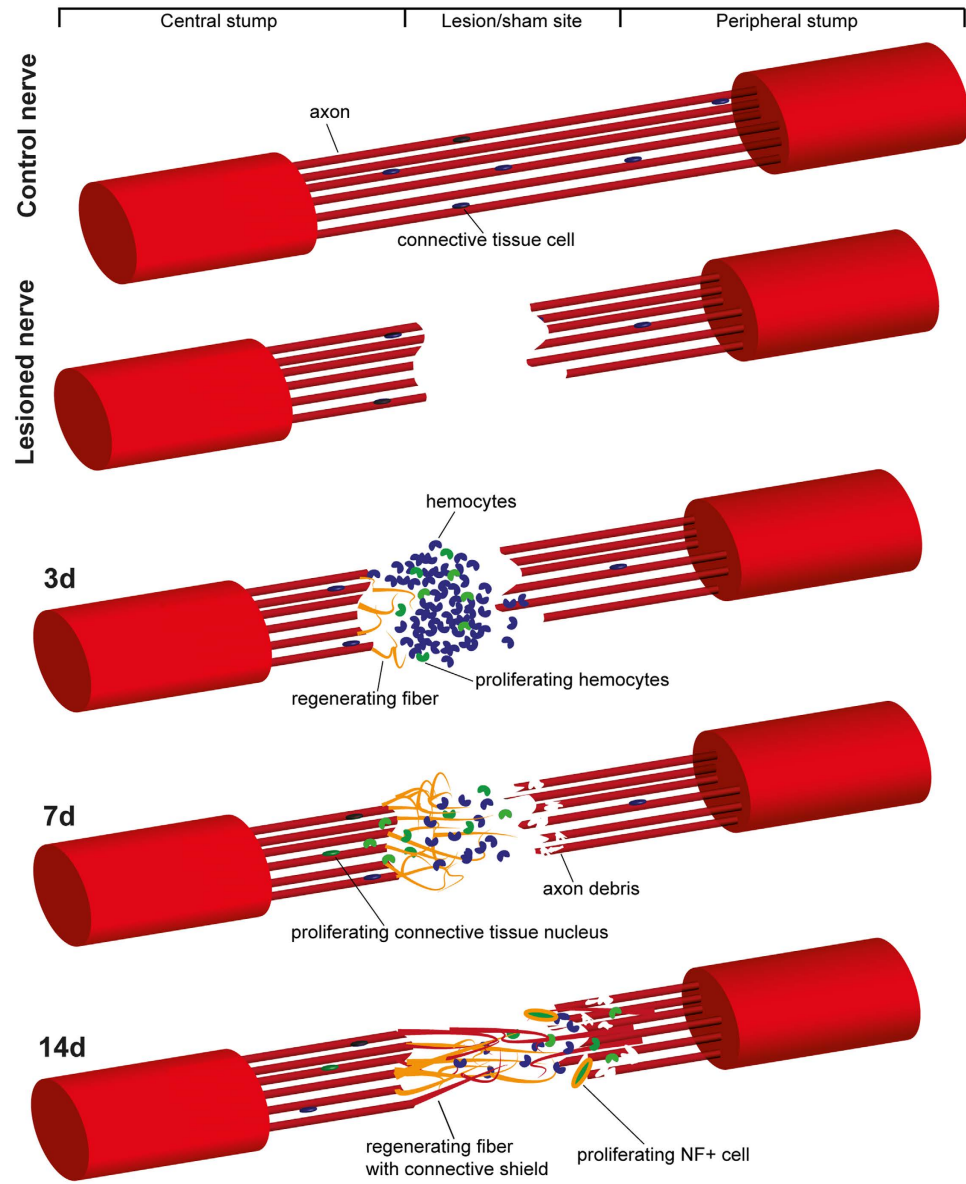 Central stump
Lesion/sham site
Peripheral stump
Control nerve
axon
connective tissue cell
Lesioned nerve
hemocytes
3d
regenerating fiber
proliferating hemocytes
7d
axon debris
proliferating connective tissue nucleus
14d
regenerating fiber
with connective shield
proliferating NF+ cell